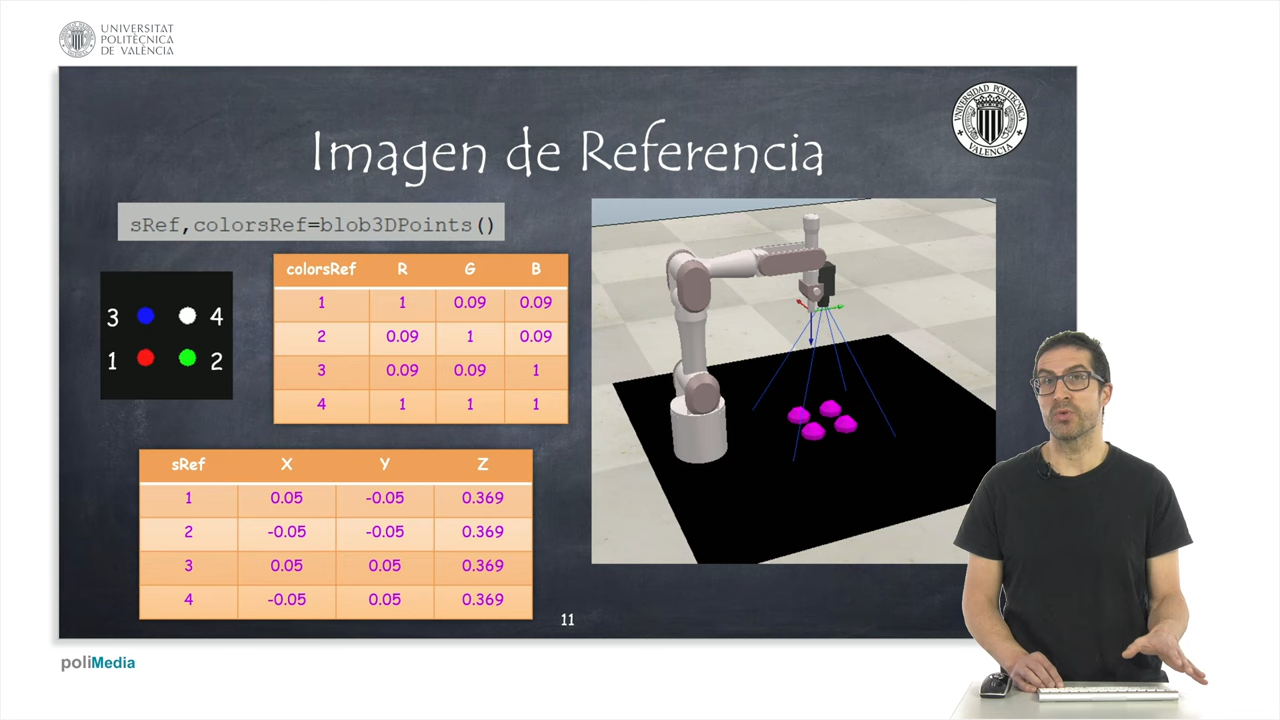 UNIVERSITAT
POLITÈCNICA
DE VALÈNCIA
UNIVERSIDAD POLITECNICA
VALENCIA
Imagen de Referencia
sRef,colorsRef=blob3DPoints()
3 4
1 2
colorsRef R G B
1 1 0.09 0.09
2 0.09 1 0.09
3 0.09 0.09 1
4 1 1 1
sRef X Y Z
1 0.05 -0.05 0.369
2 -0.05 -0.05 0.369
3 0.05 0.05 0.369
4 -0.05 0.05 0.369
11
poliMedia